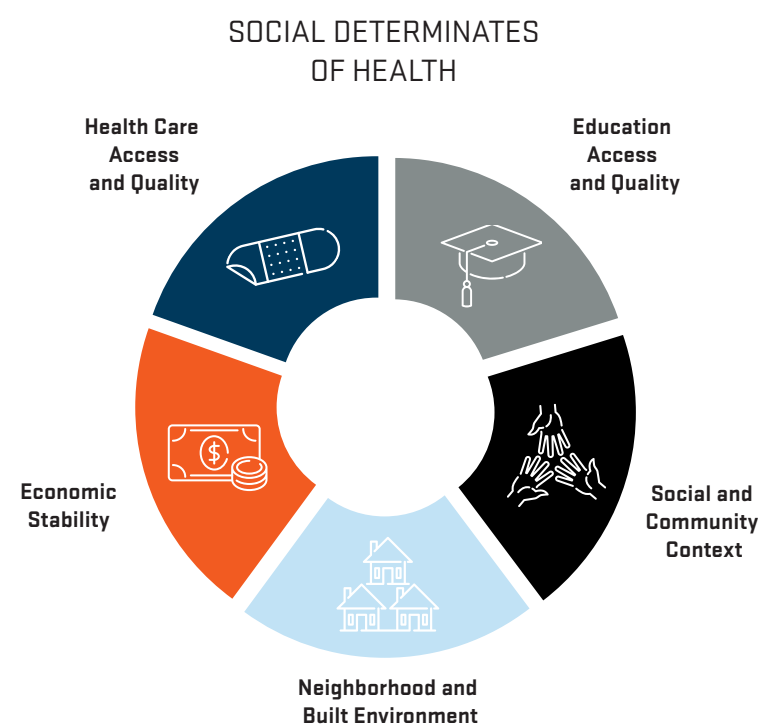 SOCIAL DETERMINATES
OF HEALTH
Health Care
Access
and Quality
Education
Access
and Quality
$
Economic
Stability
Social and
Community
Context
Neighborhood and
Built Environment